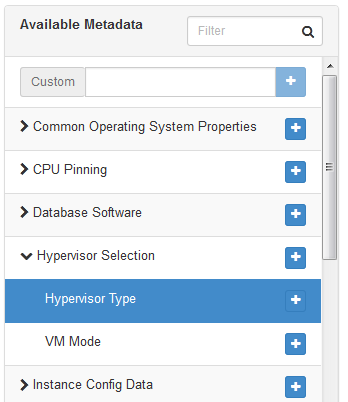 Available Metadata
Filter
Custom
Common Operating System Properties
CPU Pinning
Database Software
Hypervisor Selection
Hypervisor Type
VM Mode
Instance Config Data